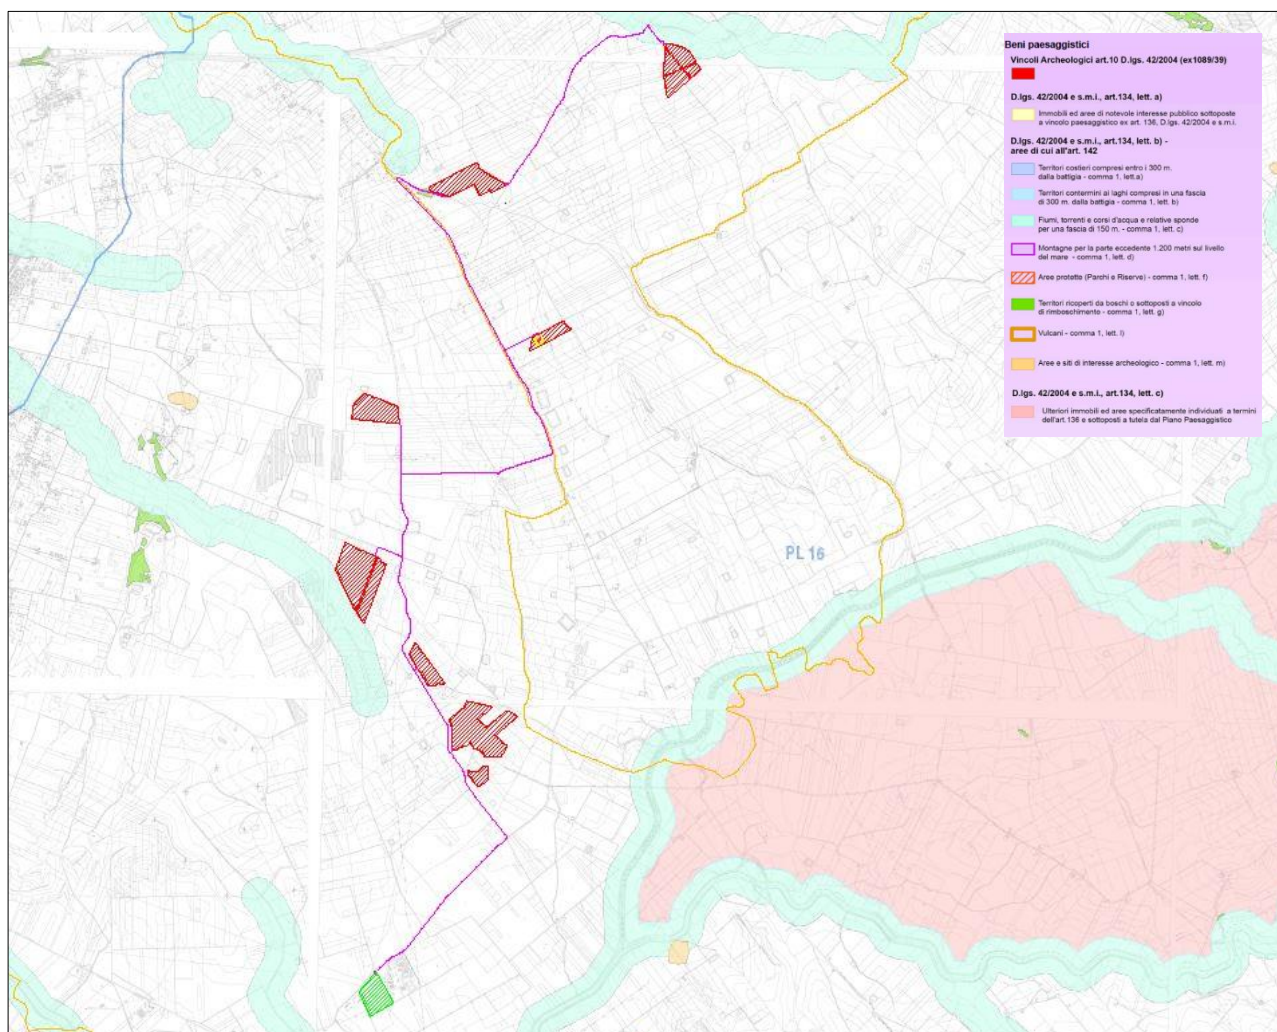 Beni paesaggistici
Vincoli Archeologici art.10 D.lgs. 42/2004 (ex1089/39)
D.lgs. 42/2004 e s.m.i., art.134, lett. a)
Immobili ed aree di notevole interesse pubblico sottoposte
a vincolo paesaggistico ex art. 136, D.lgs. 42/2004 e s.m.i.
D.lgs. 42/2004 e s.m.i., art.134, lett. b) -
aree di cui all'art. 142
Territori costieri compresi entro i 300 m.
dalla battigia - comma 1, lett.a)
Territori contermini ai laghi compresi in una fascia
di 300 m. dalla battigia - comma 1, lett. b)
Fiumi, torrenti e corsi d'acqua e relative sponde
per una fascia di 150 m. - comma 1, lett. c)
Montagne per la parte eccedente 1.200 metri sul livello
del mare - comma 1, lett. d)
Aree protette (Parchi e Riserve) - comma 1, lett. f)
Territori ricoperti da boschi o sottoposti a vincolo
di rimboschimento - comma 1, lett. g)
Vulcani - comma 1, lett. l)
Aree e siti di interesse archeologico - comma 1, lett. m)
D.lgs. 42/2004 e s.m.i., art.134, lett. c)
Ulteriori immobili ed aree specificatamente individuati a termini
dell'art.136 e sottoposti a tutela dal Piano Paesaggistico
PL 16